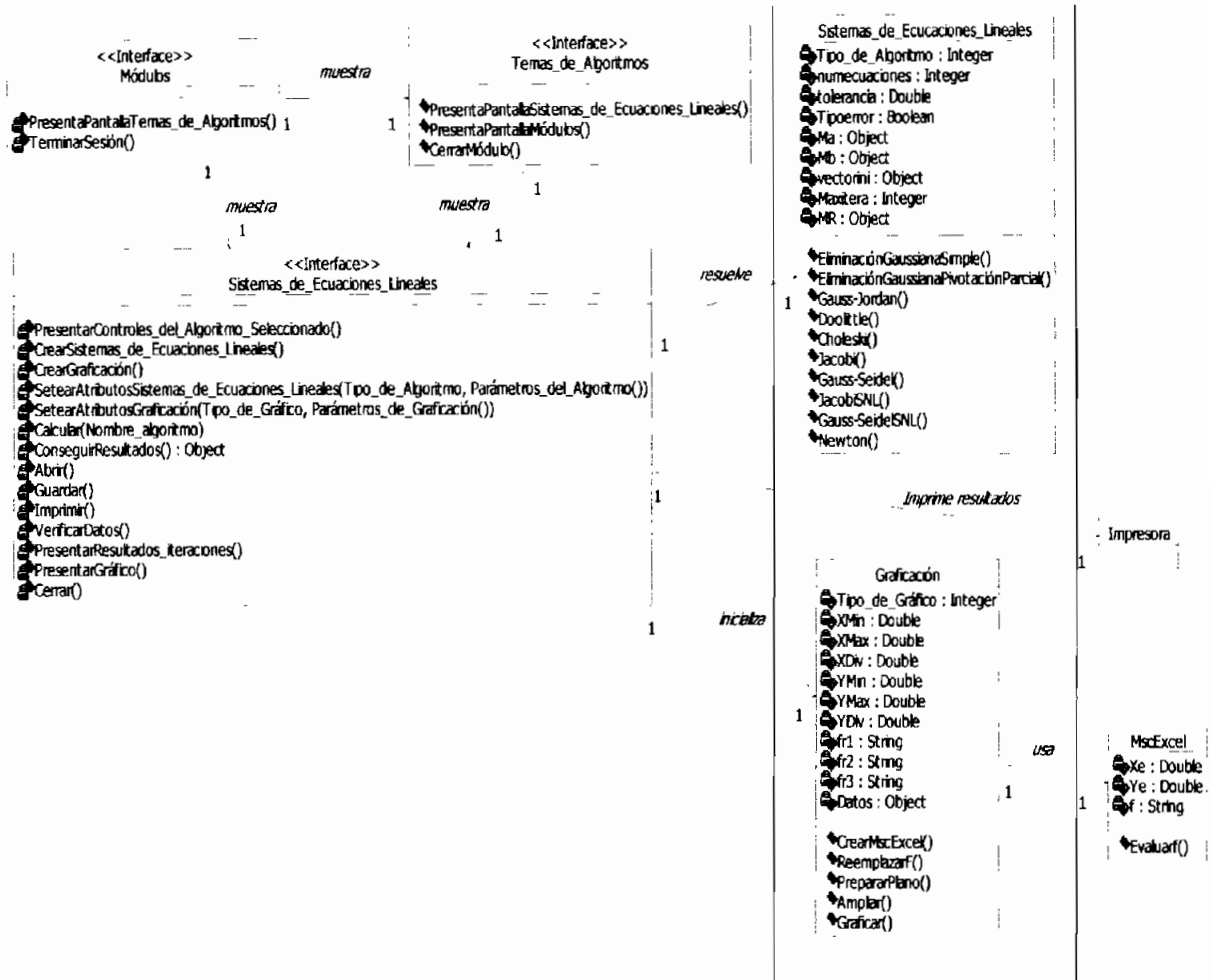 <<Interface>>
Módulos
PresentaPantallaTemas_de_Algoritmos()
TerminarSesión()
muestra
1
1
<<Interface>>
Temas_de_Algoritmos
PresentaPantallaSistemas_de_Ecuaciones_Lineales()
PresentaPantallaMódulos()
CerrarMódulo()
1
muestra
1
1
muestra
1
<<Interface>>
Sistemas_de_Ecuaciones_Lineales
PresentarControles_del_Algoritmo_Seleccionado()
CrearSistemas_de_Ecuaciones_Lineales()
CrearGraficación()
SetearAtributosSistemas_de_Ecuaciones_Lineales(Tipo_de_Algoritmo, Parámetros_del_Algoritmo())
SetearAtributosGraficación(Tipo_de_Gráfico, Parámetros_de_Graficación())
Calcular(Nombre_algoritmo)
ConseguirResultados() : Object
Abrir()
Guardar()
Imprimir()
VerificarDatos()
PresentarResultados_iteraciones()
PresentarGráfico()
Cerrar()
resuelve
1
1
Sistemas_de_Ecucaciones_Lineales
Tipo_de_Algoritmo : Integer
numecuaciones : Integer
tolerancia : Double
Tipoerror : Boolean
Ma : Object
Mb : Object
vectorini : Object
Maxitera : Integer
MR : Object
EliminaciónGaussianaSimple()
EliminaciónGaussianaPivotaciónParcial()
Gauss-Jordan()
Doolittle()
Choleski()
Jacobi()
Gauss-Seidel()
JacobiSNL()
Gauss-SeidelSNL()
Newton()
1
Imprime resultados
1
Impresora
1
inicializa
1
Graficación
Tipo_de_Gráfico : Integer
XMin : Double
XMax : Double
XDiv : Double
YMin : Double
YMax : Double
YDiv : Double
fr1 : String
fr2 : String
fr3 : String
Datos : Object
CrearMscExcel()
ReemplazarF()
PrepararPlano()
Ampliar()
Graficar()
usa
1
1
MscExcel
Xe : Double
Ye : Double
f : String
Evaluarf()